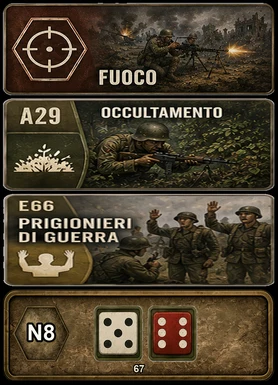 FUOCO
A29
OCCULTAMENTO
E66
PRIGIONIERI
DI GUERRA
N8
67